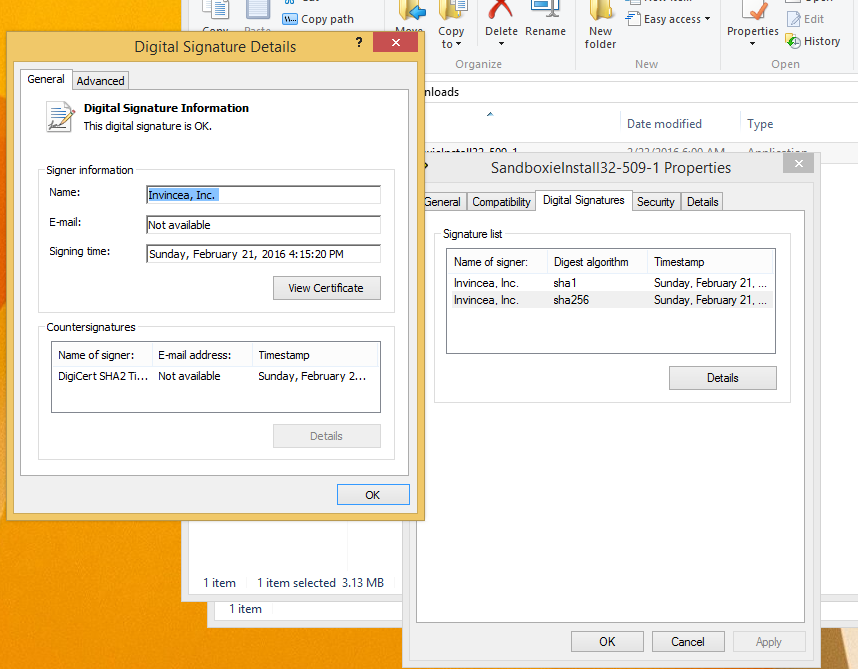 Copy path
Copy to
Delete
Rename
New folder
Easy access
Properties
Open
Edit
History
Organize
New
Open
nloads
Date modified
Type
Digital Signature Details
?
General
Advanced
Digital Signature Information
This digital signature is OK.
Signer information
Name:
Invincea, Inc.
E-mail:
Not available
Signing time:
Sunday, February 21, 2016 4:15:20 PM
View Certificate
Countersignatures
Name of signer: E-mail address: Timestamp
DigiCert SHA2 Ti... Not available Sunday, February 2...
Details
OK
SandboxieInstall32-509-1 Properties
General Compatibility Digital Signatures Security Details
Signature list
Name of signer: Digest algorithm Timestamp
Invincea, Inc. sha1 Sunday, February 21, ...
Invincea, Inc. sha256 Sunday, February 21, ...
Details
OK Cancel Apply
1 item 1 item selected 3.13 MB
1 item